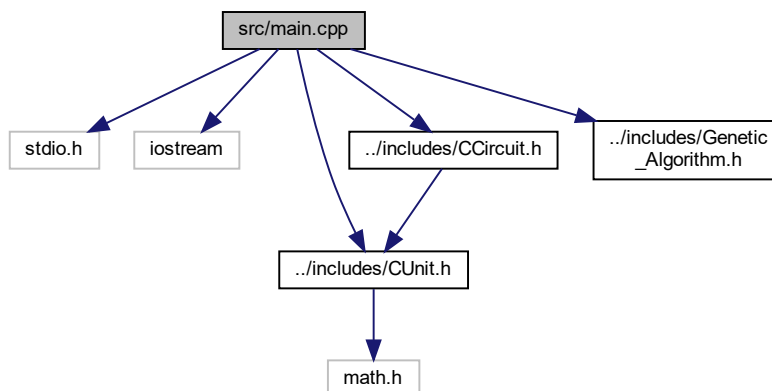 src/main.cpp
stdio.h
iostream
../includes/CCircuit.h
../includes/Genetic
_Algorithm.h
../includes/CUnit.h
math.h